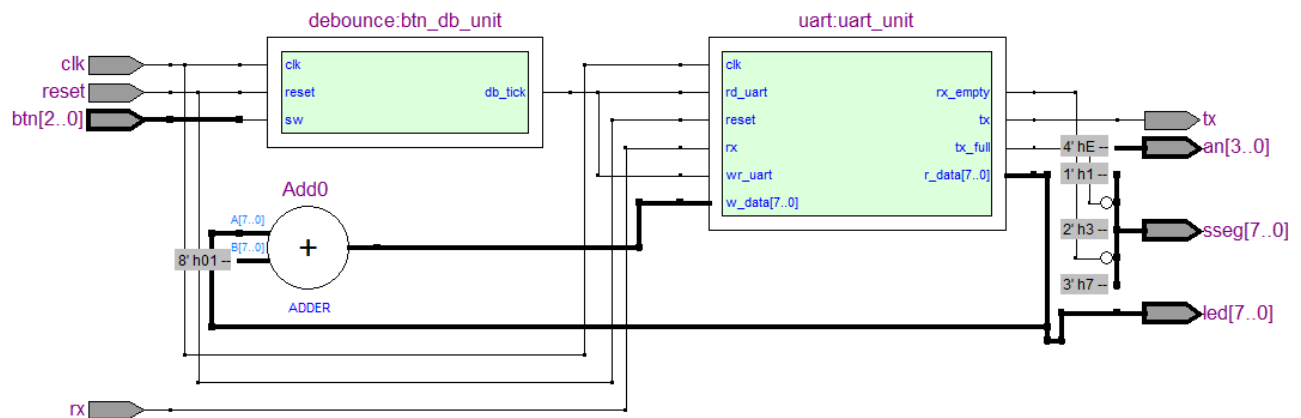 debounce:btn_db_unit
uart:uart_unit
clk
reset
btn[2..0]
clk
reset
sw
db_tick
clk
rd_uart
reset
rx
wr_uart
w_data[7..0]
rx_empty
tx
tx_full
r_data[7..0]
tx
4' hE --
an[3..0]
1' h1 --
2' h3 --
sseg[7..0]
3' h7 --
led[7..0]
Add0
A[7..0]
B[7..0]
8' h01 --
+
ADDER
rx